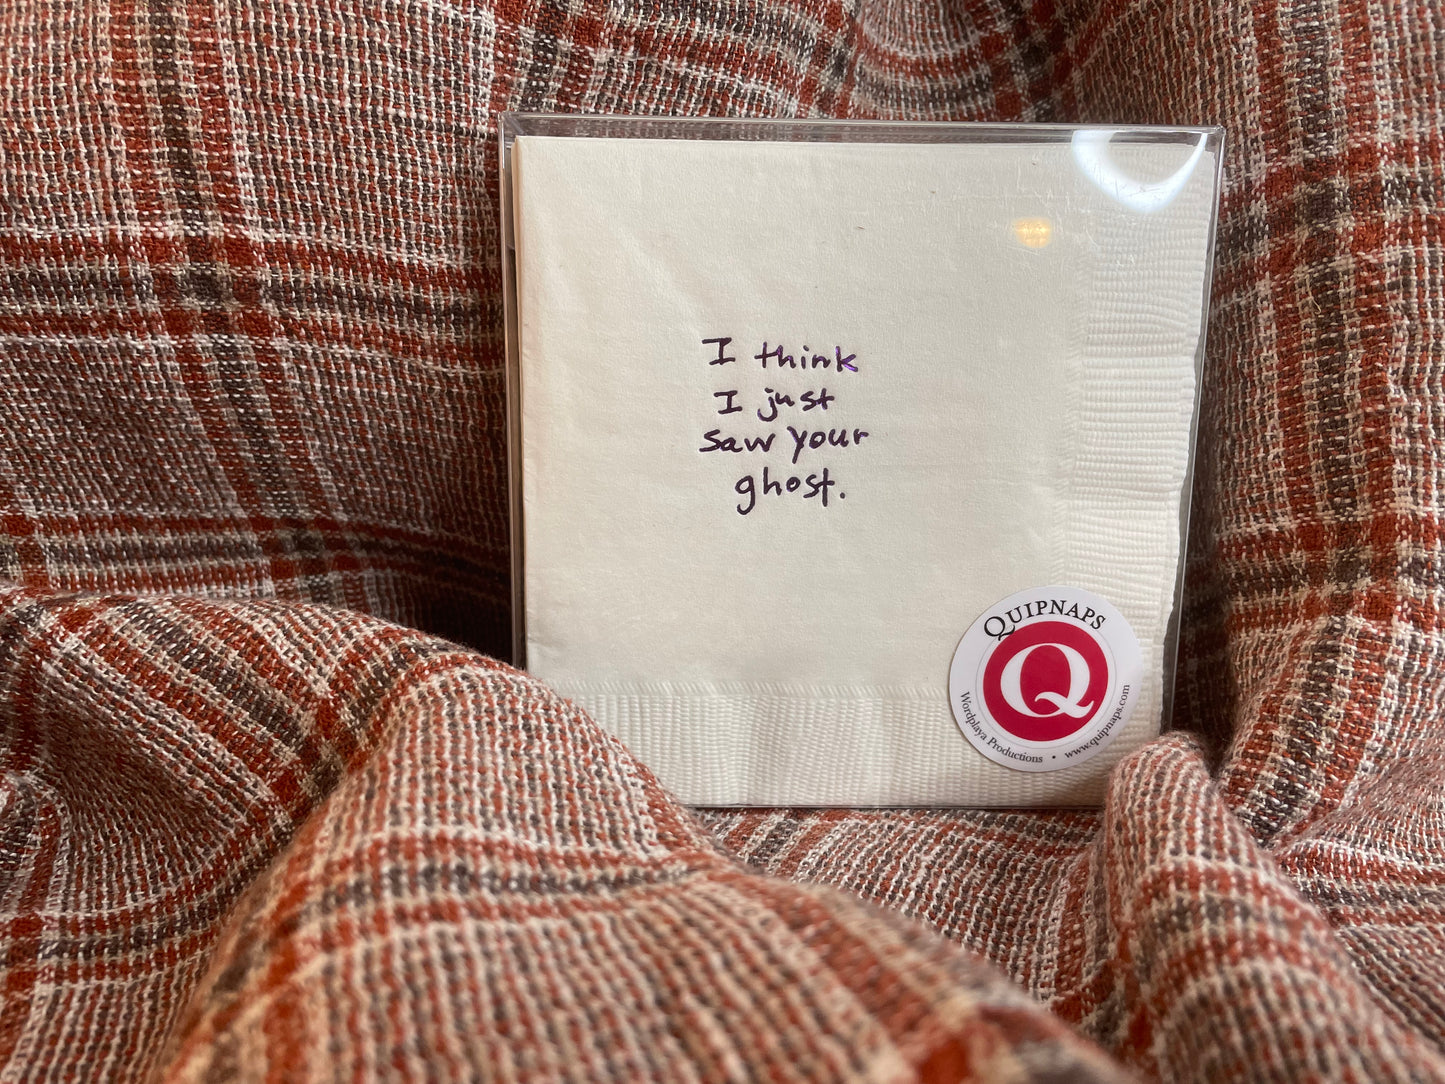 I think
I just
saw your
ghost.
QUIPNAPS
Q
Wordplaya Productions • www.quipnaps.com